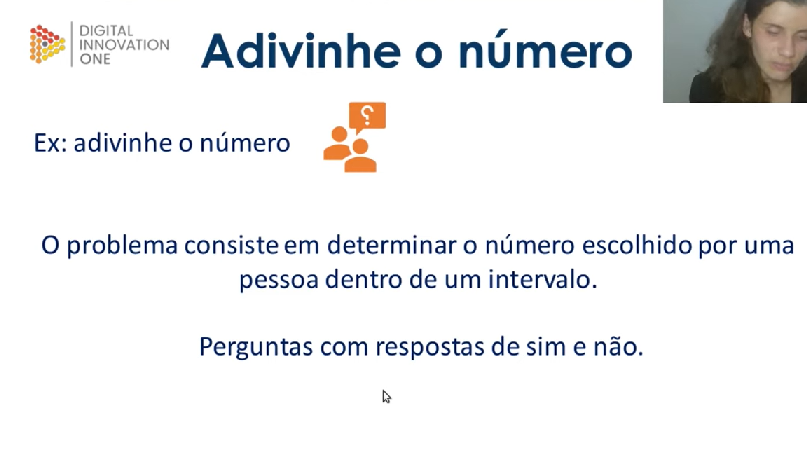 DIGITAL
INNOVATION
ONE
Adivinhe o número
Ex: adivinhe o número
?
O problema consiste em determinar o número escolhido por uma
pessoa dentro de um intervalo.
Perguntas com respostas de sim e não.